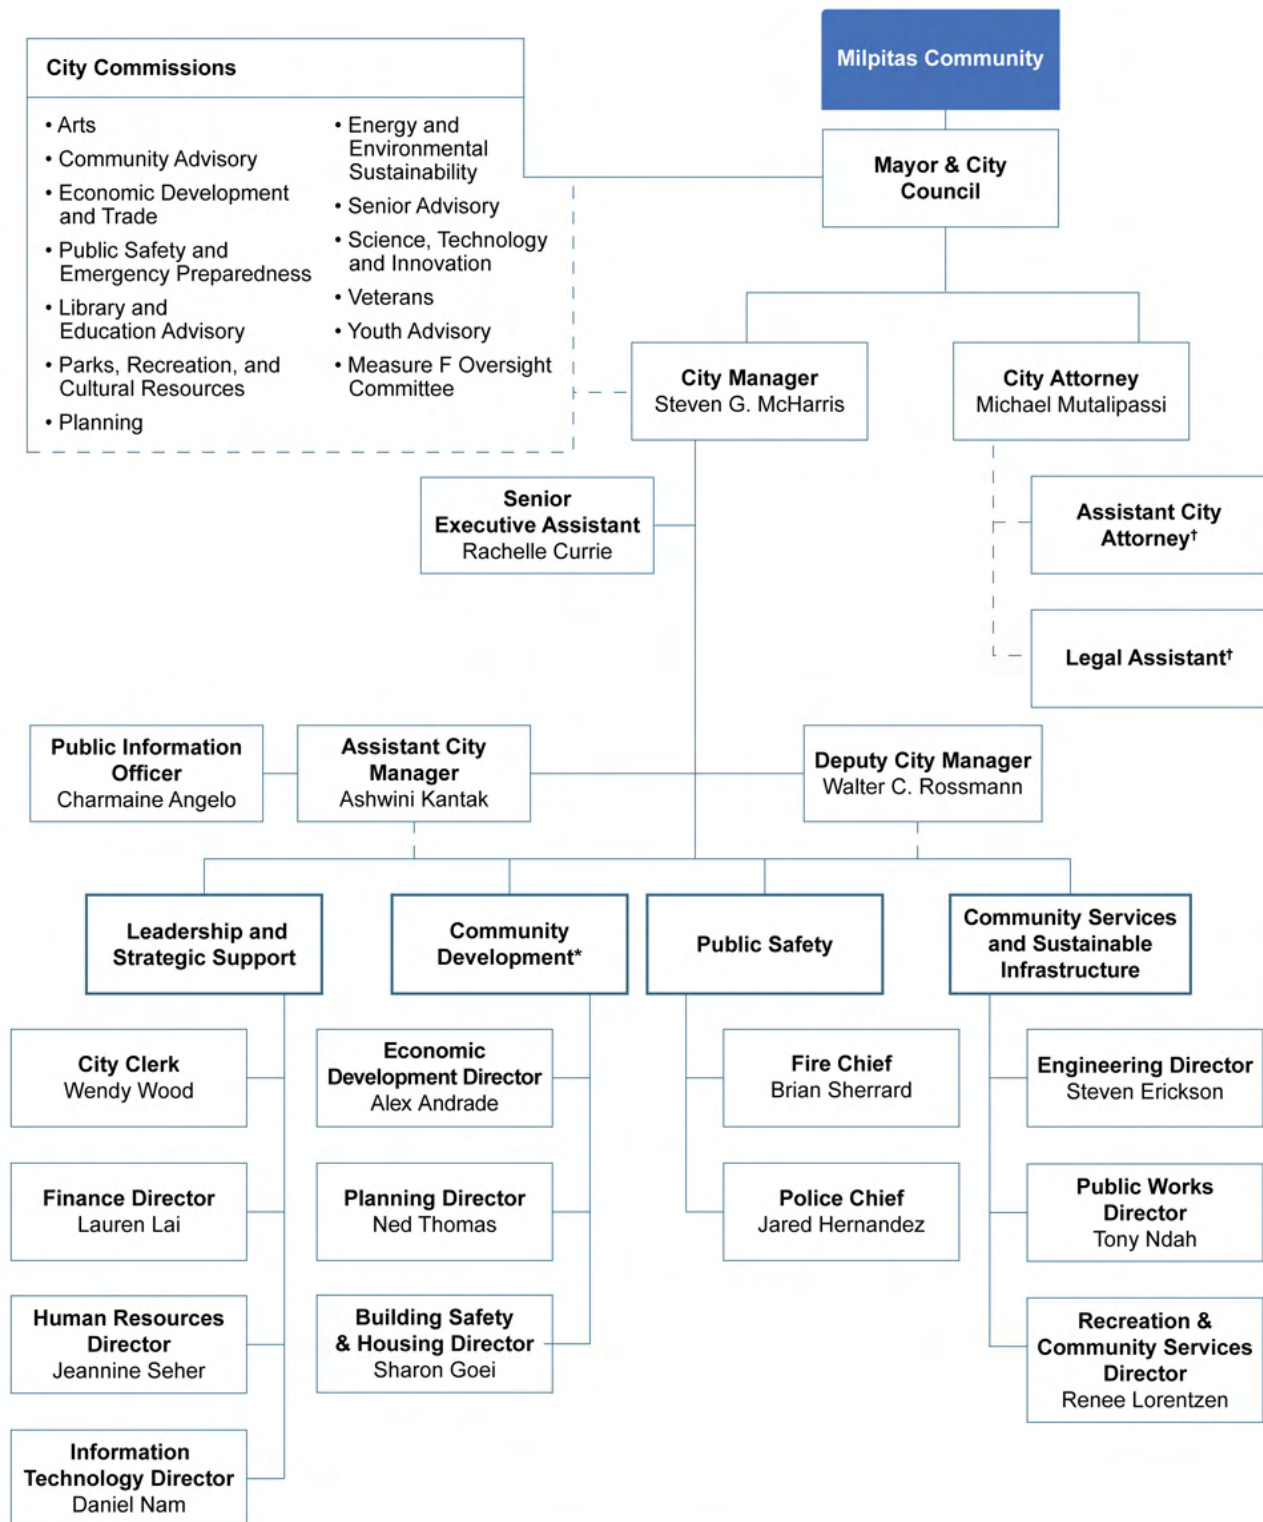 City Commissions
• Arts
• Community Advisory
• Economic Development
and Trade
• Public Safety and
Emergency Preparedness
• Library and
Education Advisory
• Parks, Recreation, and
Cultural Resources
• Planning
• Energy and
Environmental
Sustainability
• Senior Advisory
• Science, Technology
and Innovation
• Veterans
• Youth Advisory
• Measure F Oversight
Committee
Milpitas Community
Mayor & City
Council
City Manager
Steven G. McHarris
City Attorney
Michael Mutalipassi
Senior
Executive Assistant
Rachelle Currie
Assistant City
Attorney†
Legal Assistant†
Public Information
Officer
Charmaine Angelo
Assistant City
Manager
Ashwini Kantak
Deputy City Manager
Walter C. Rossmann
Leadership and
Strategic Support
Community
Development*
Public Safety
Community Services
and Sustainable
Infrastructure
City Clerk
Wendy Wood
Finance Director
Lauren Lai
Human Resources
Director
Jeannine Seher
Information
Technology Director
Daniel Nam
Economic
Development Director
Alex Andrade
Planning Director
Ned Thomas
Building Safety
& Housing Director
Sharon Goei
Fire Chief
Brian Sherrard
Police Chief
Jared Hernandez
Engineering Director
Steven Erickson
Public Works
Director
Tony Ndah
Recreation &
Community Services
Director
Renee Lorentzen